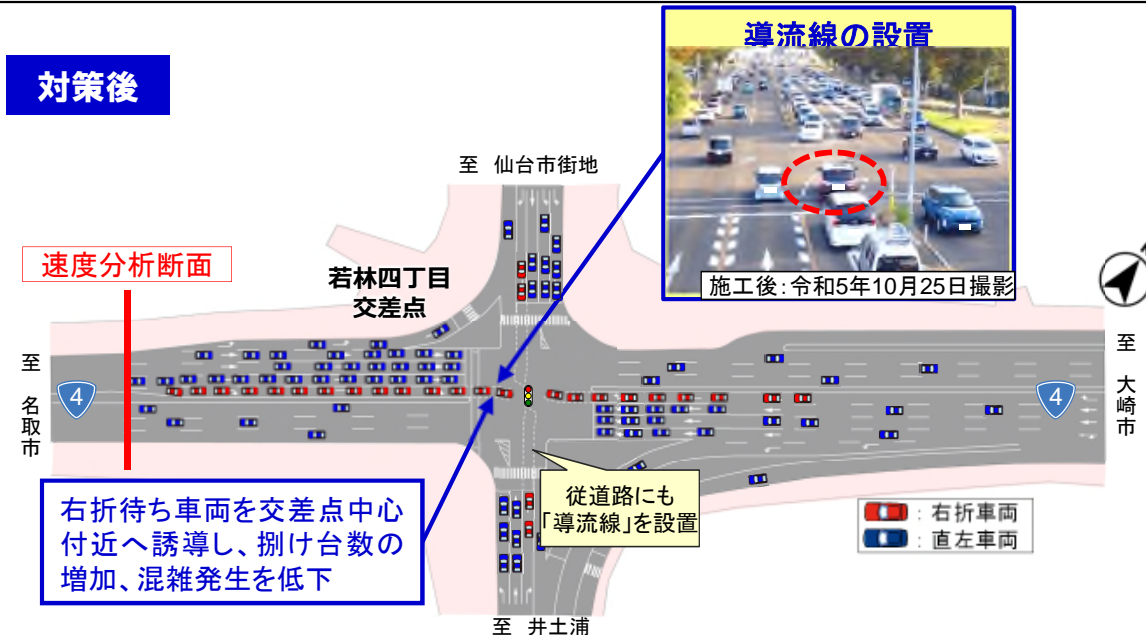 対策後
導流線の設置
施工後：令和5年10月25日撮影
至 仙台市街地
速度分析断面
若林四丁目
交差点
至
名取市
4
至
大崎市
4
右折待ち車両を交差点中心
付近へ誘導し、捌け台数の
増加、混雑発生を低下
従道路にも
「導流線」を設置
：右折車両
：直左車両
至 井土浦